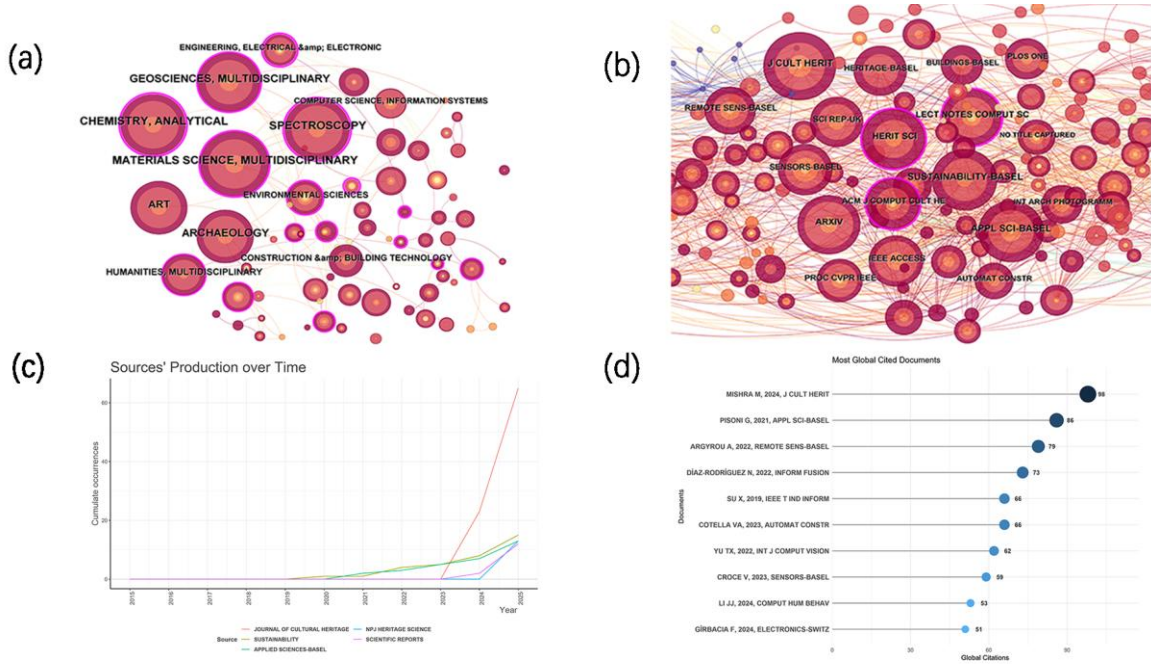 (a)
ENGINEERING, ELECTRICAL &amp; ELECTRONIC
GEOSCIENCES, MULTIDISCIPLINARY
COMPUTER SCIENCE, INFORMATION SYSTEMS
CHEMISTRY, ANALYTICAL
SPECTROSCOPY
MATERIALS SCIENCE, MULTIDISCIPLINARY
ENVIRONMENTAL SCIENCES
ART
ARCHAEOLOGY
CONSTRUCTION &amp; BUILDING TECHNOLOGY
HUMANITIES, MULTIDISCIPLINARY
(b)
PLOS ONE
J CULT HERIT
HERITAGE-BASEL
BUILDINGS-BASEL
REMOTE SENS-BASEL
SCI REP-UK
LECT NOTES COMPUT SC
HERIT SCI
NO TITLE CAPTURED
SENSORS-BASEL
SUSTAINABILITY-BASEL
ACM J COMPUT CULT HE
INT ARCH PHOTOGRAMM
ARXIV
APPL SCI-BASEL
IEEE ACCESS
PROC CVPR IEEE
AUTOMAT CONSTR
(c)
Sources' Production over Time
Cumulate occurrences
60
40
20
0
2015
2016
2017
2018
2019
2020
2021
2022
2023
2024
2025
Year
Source
JOURNAL OF CULTURAL HERITAGE
SUSTAINABILITY
APPLIED SCIENCES-BASEL
NPJ HERITAGE SCIENCE
SCIENTIFIC REPORTS
(d)
Most Global Cited Documents
Documents
MISHRA M, 2024, J CULT HERIT 98
PISONI G, 2021, APPL SCI-BASEL 86
ARGYROU A, 2022, REMOTE SENS-BASEL 79
DÍAZ-RODRÍGUEZ N, 2022, INFORM FUSION 73
SU X, 2019, IEEE T IND INFORM 66
COTELLA VA, 2023, AUTOMAT CONSTR 66
YU TX, 2022, INT J COMPUT VISION 62
CROCE V, 2023, SENSORS-BASEL 59
LI JJ, 2024, COMPUT HUM BEHAV 53
GÎRBACIA F, 2024, ELECTRONICS-SWITZ 51
0 30 60 90
Global Citations